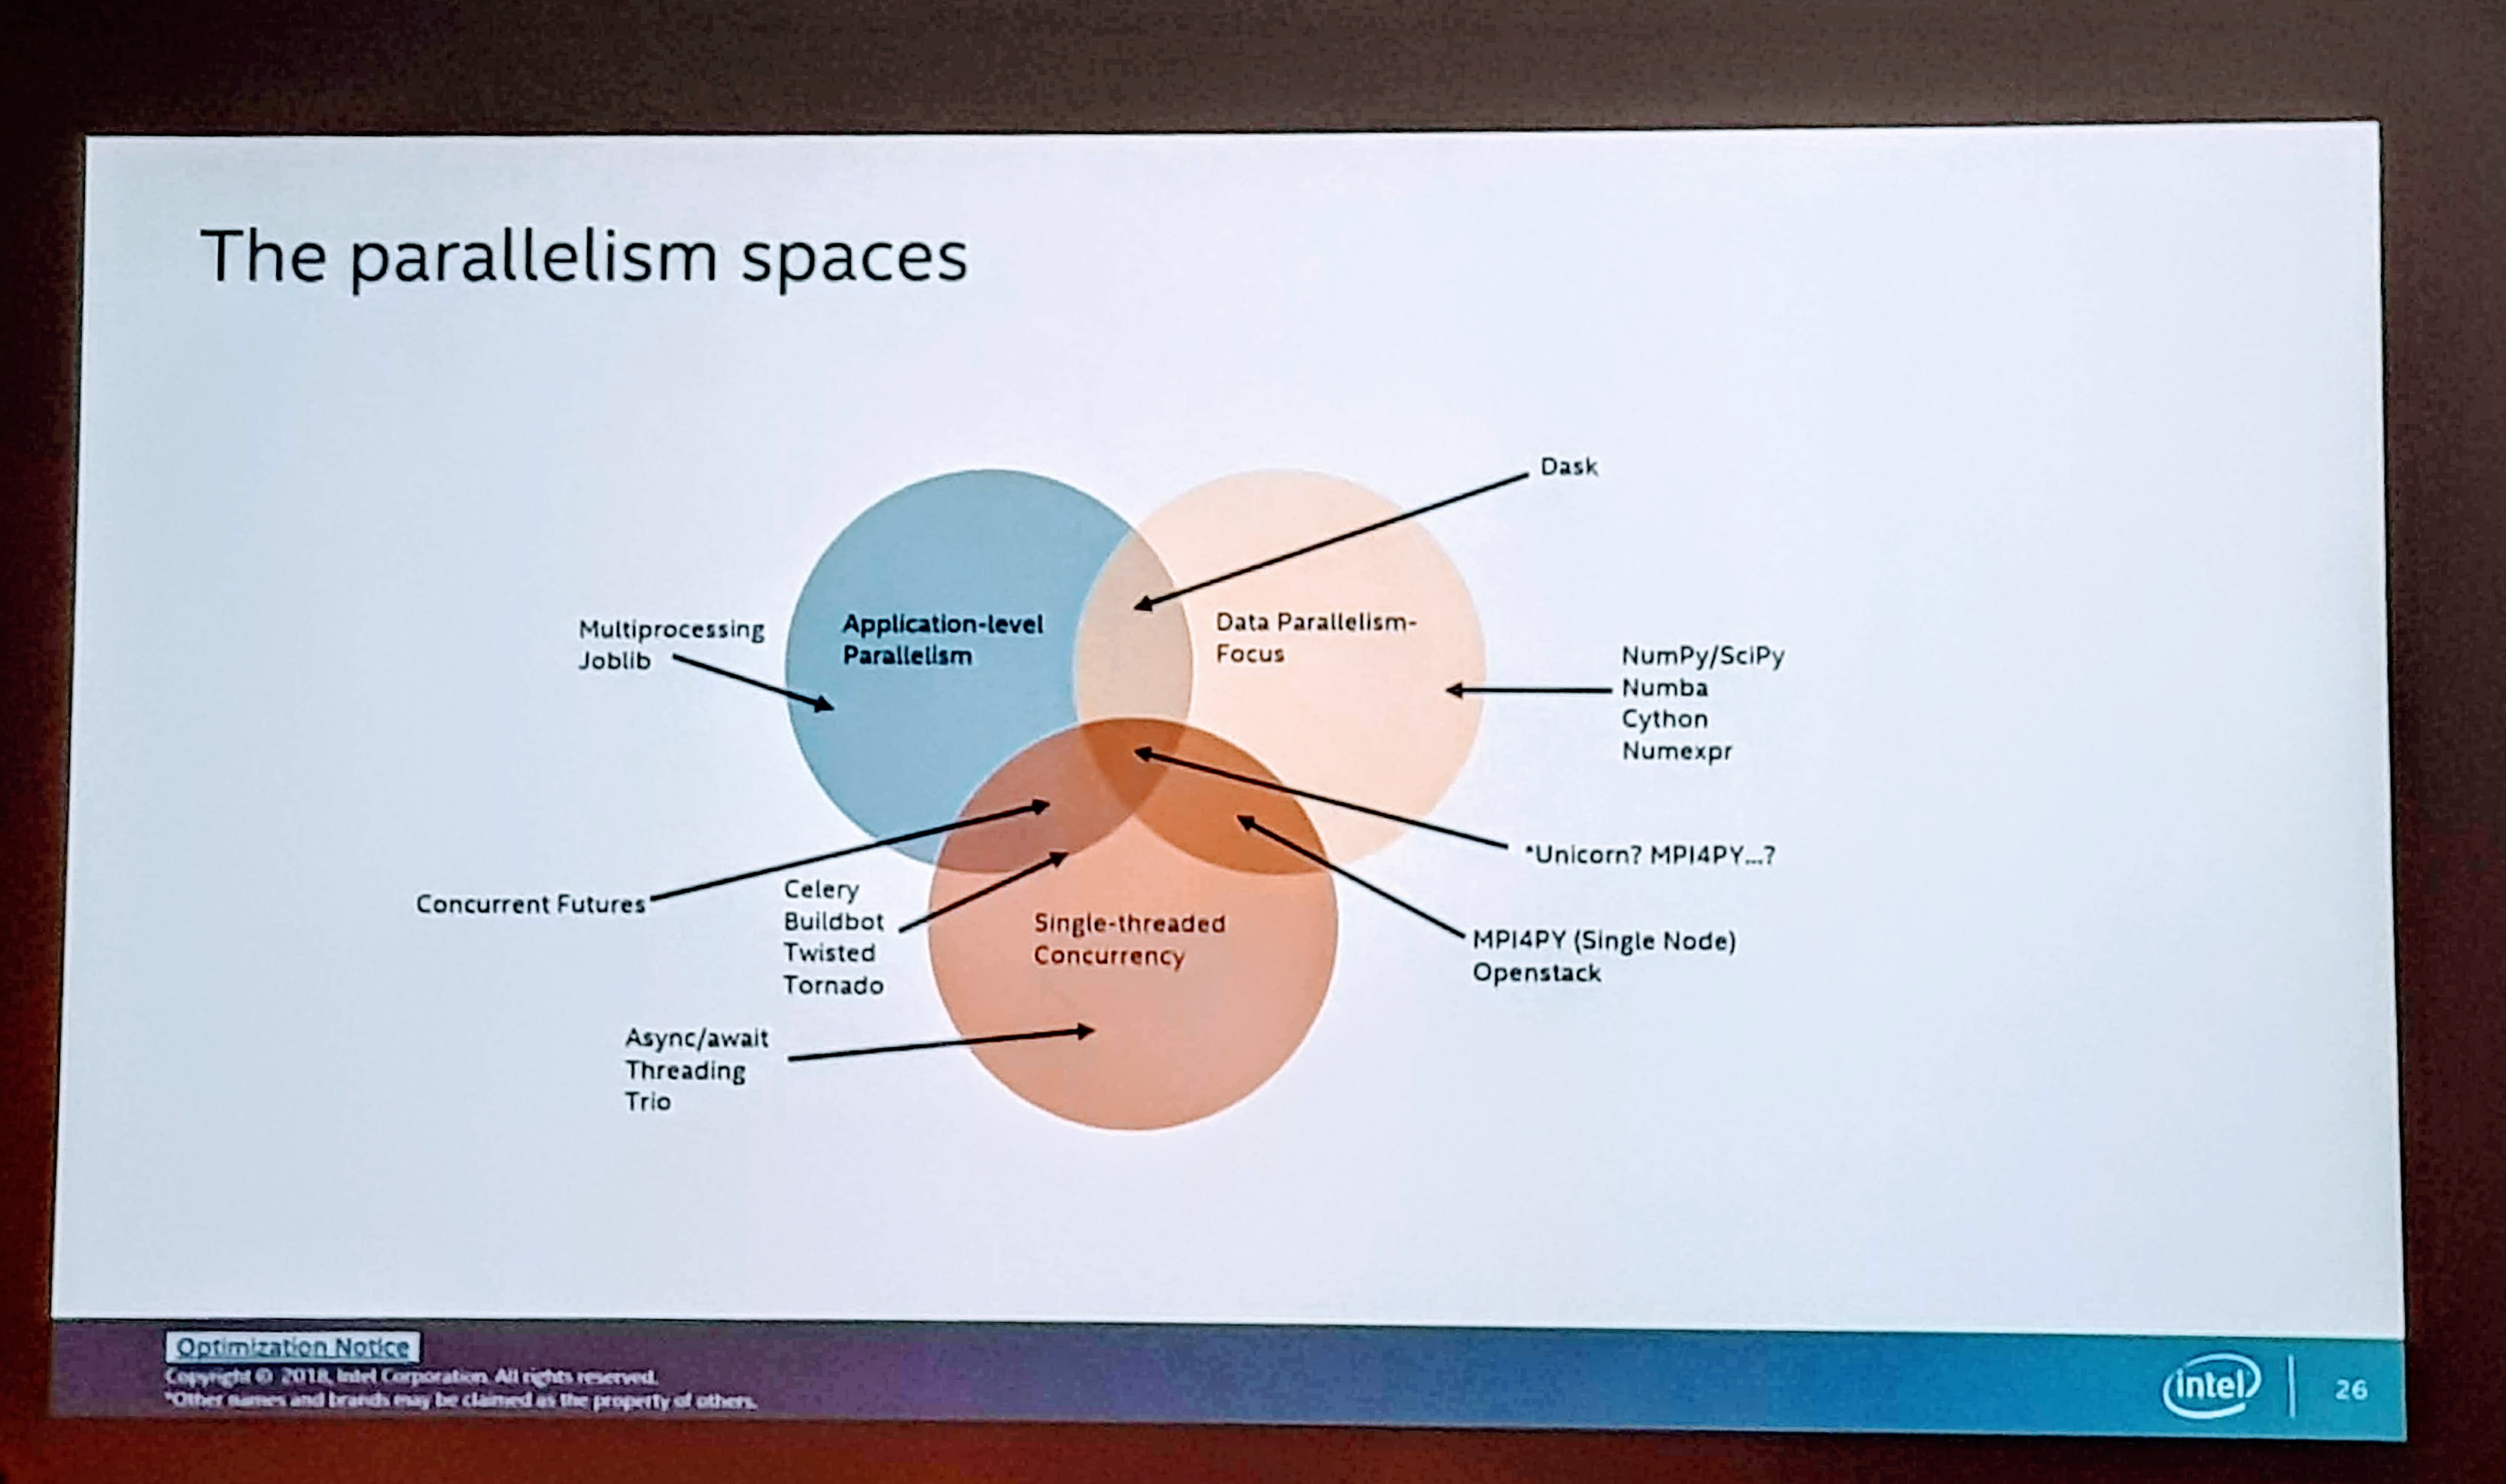 The parallelism spaces
Dask
Multiprocessing
Joblib
Application-level
Parallelism
Data Parallelism-
Focus
NumPy/SciPy
Numba
Cython
Numexpr
*Unicorn? MPI4PY...?
Concurrent Futures
Celery
Buildbot
Twisted
Tornado
Single-threaded
Concurrency
MPI4PY (Single Node)
Openstack
Async/await
Threading
Trio
Optimization Notice
Copyright © 2018, Intel Corporation. All rights reserved.
*Other names and brands may be claimed as the property of others.
intel
26